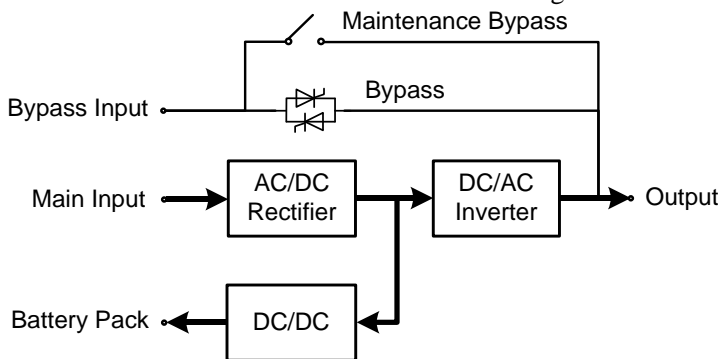 Maintenance Bypass
Bypass Input
Bypass
Main Input
AC/DC
Rectifier
DC/AC
Inverter
Output
Battery Pack
DC/DC